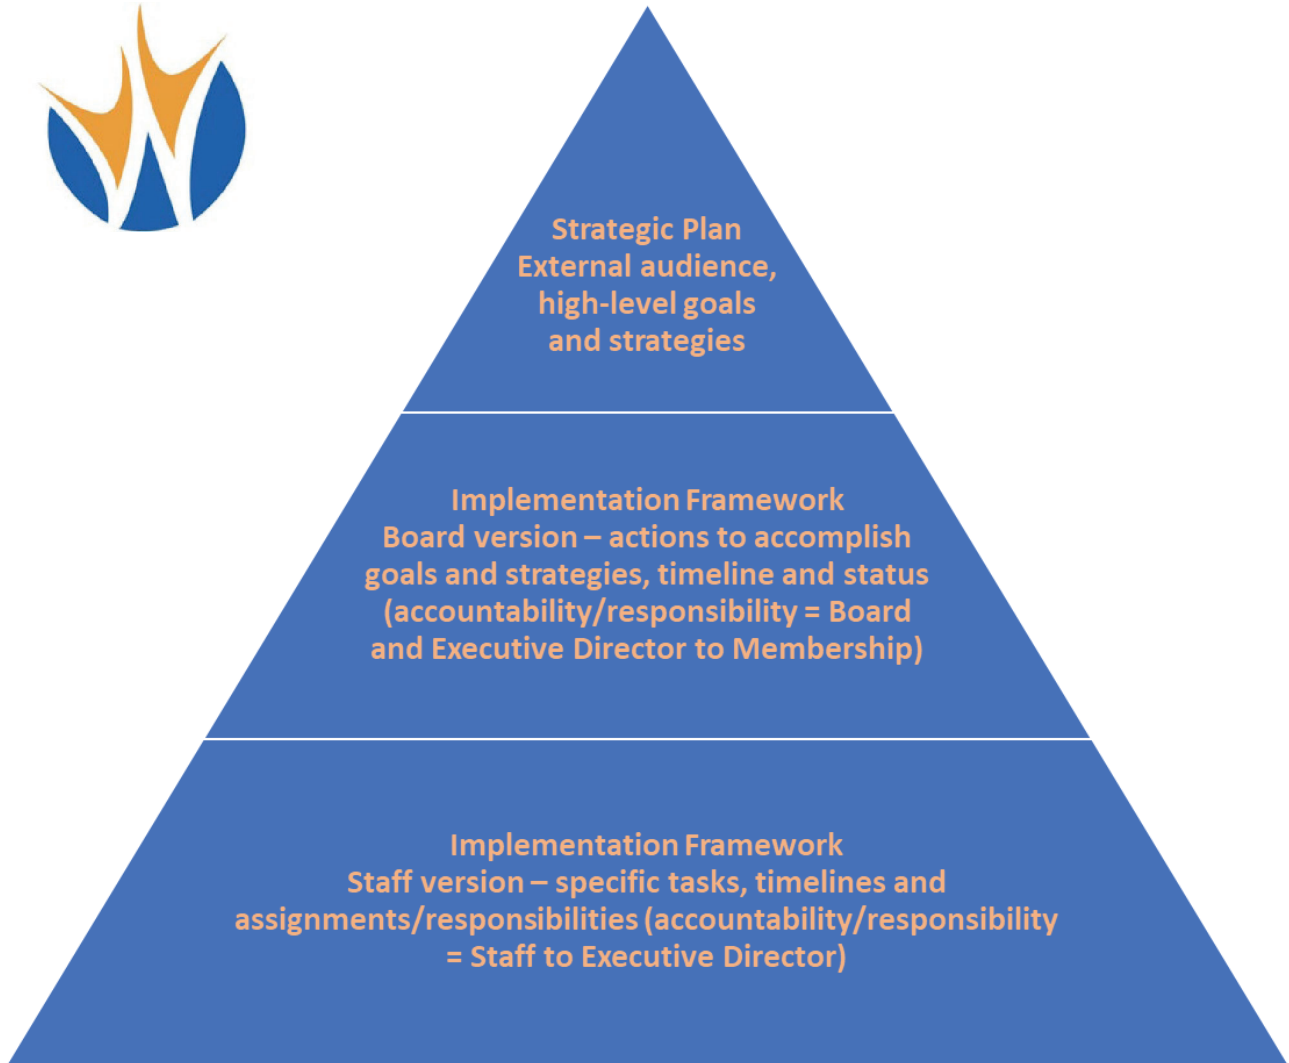 Strategic Plan
External audience,
high-level goals
and strategies
Implementation Framework
Board version – actions to accomplish
goals and strategies, timeline and status
(accountability/responsibility = Board
and Executive Director to Membership)
Implementation Framework
Staff version – specific tasks, timelines and
assignments/responsibilities (accountability/responsibility
= Staff to Executive Director)